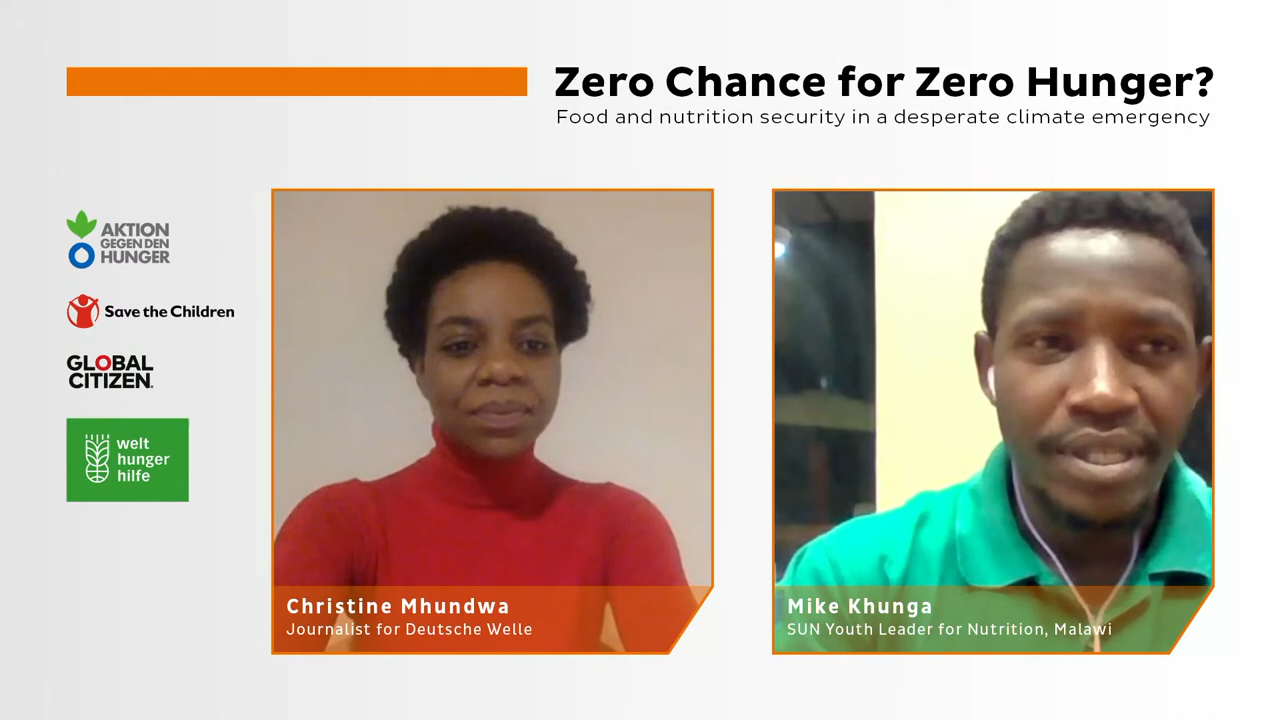 Zero Chance for Zero Hunger?
Food and nutrition security in a desperate climate emergency
AKTION
GEGEN DEN
HUNGER
Save the Children
GLOBAL
CITIZEN.
welt
hunger
hilfe
Christine Mhundwa
Journalist for Deutsche Welle
Mike Khunga
SUN Youth Leader for Nutrition, Malawi